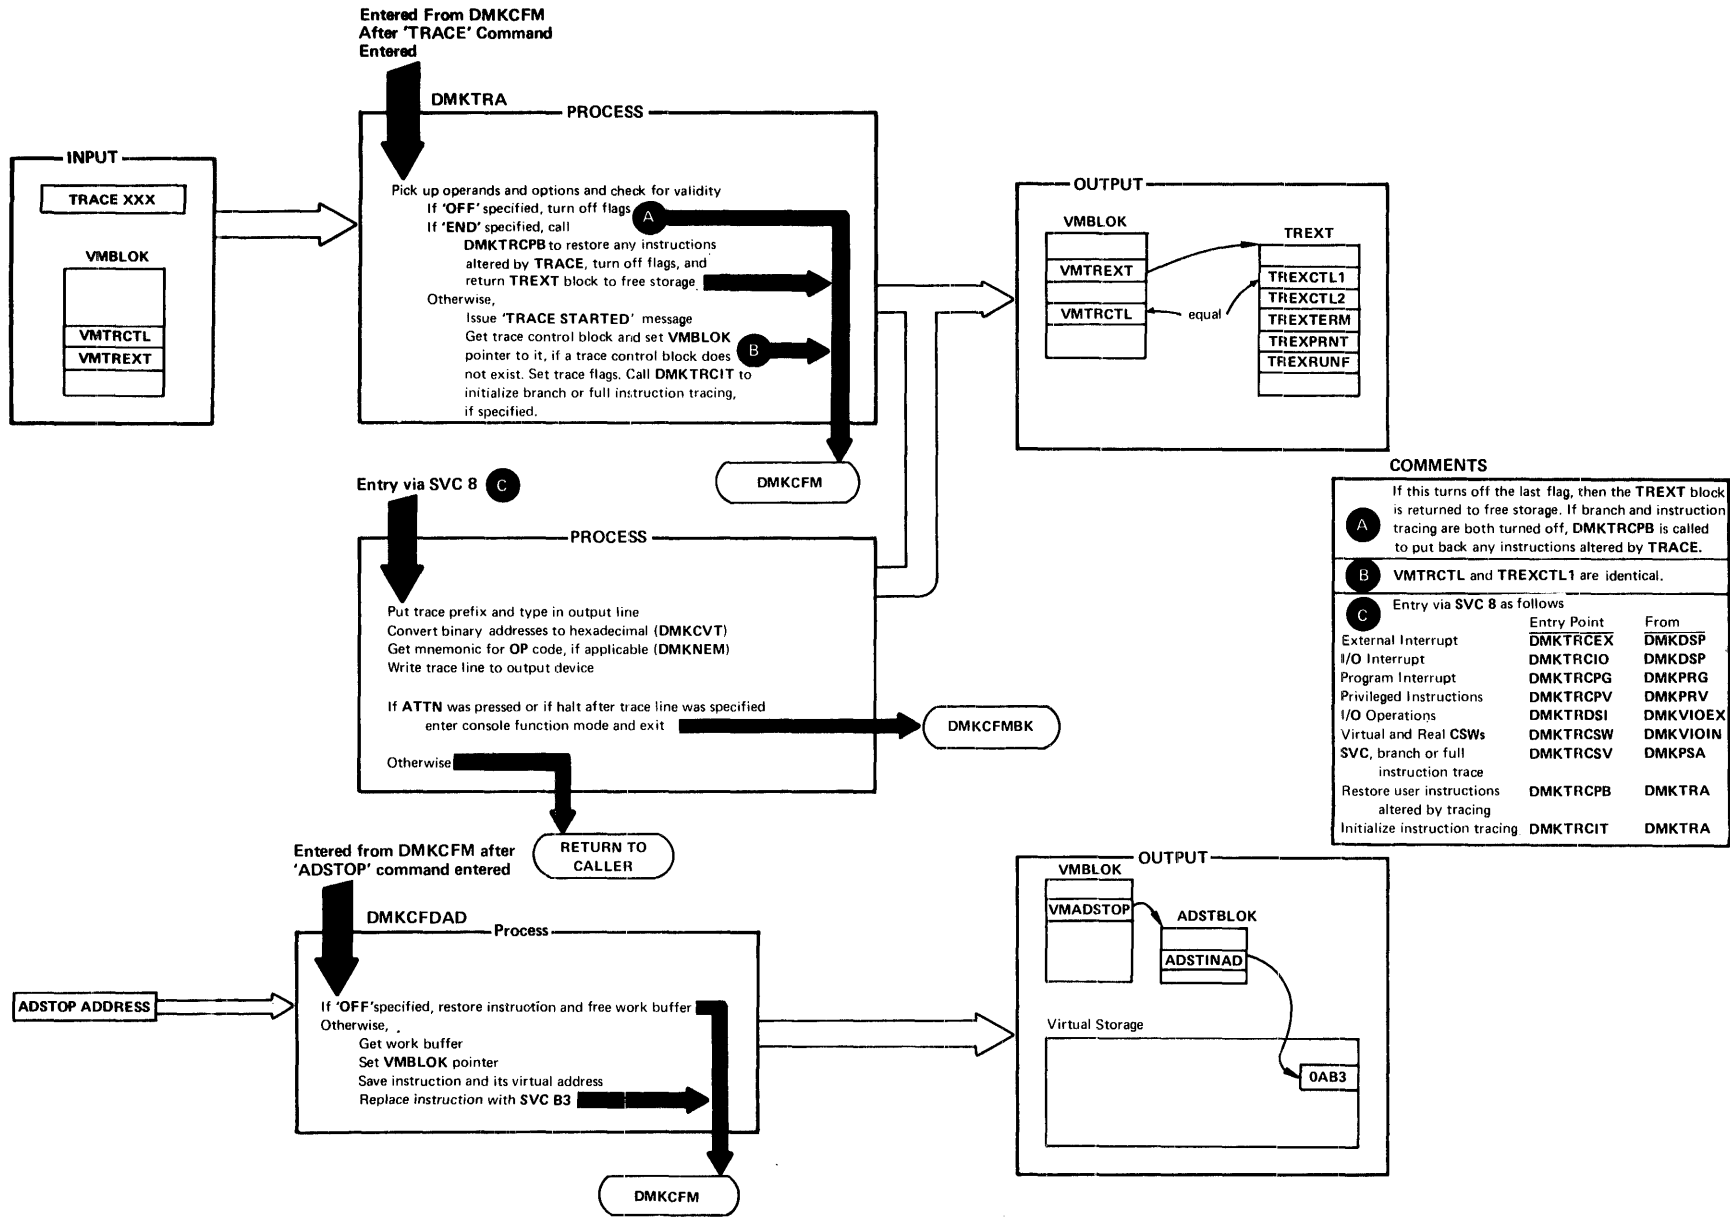 Entered From DMKCFM
After 'TRACE' Command
Entered
DMKTRA
PROCESS
INPUT
TRACE XXX
VMBLOK
VMTRCTL
VMTREXT
Pick up operands and options and check for validity
If 'OFF' specified, turn off flags
A
If 'END' specified, call
DMKTRCPB to restore any instructions
altered by TRACE, turn off flags, and
return TREXT block to free storage
Otherwise,
Issue 'TRACE STARTED' message
Get trace control block and set VMBLOK
pointer to it, if a trace control block does
B
not exist. Set trace flags. Call DMKTRCIT to
initialize branch or full instruction tracing,
if specified.
DMKCFM
OUTPUT
VMBLOK
TREXT
VMTREXT
VMTRCTL
equal
TREXCTL1
TREXCTL2
TREXTERM
TREXPRNT
TREXRUNF
Entry via SVC 8 C
PROCESS
Put trace prefix and type in output line
Convert binary addresses to hexadecimal (DMKCVT)
Get mnemonic for OP code, if applicable (DMKNEM)
Write trace line to output device
If ATTN was pressed or if halt after trace line was specified
enter console function mode and exit
DMKCFMBK
Otherwise
RETURN TO
CALLER
COMMENTS
A
If this turns off the last flag, then the TREXT block
is returned to free storage. If branch and instruction
tracing are both turned off, DMKTRCPB is called
to put back any instructions altered by TRACE.
B VMTRCTL and TREXCTL1 are identical.
C Entry via SVC 8 as follows
Entry Point From
External Interrupt DMKTRCEX DMKDSP
I/O Interrupt DMKTRCIO DMKDSP
Program Interrupt DMKTRCPG DMKPRG
Privileged Instructions DMKTRCPV DMKPRV
I/O Operations DMKTRDSI DMKVIOEX
Virtual and Real CSWs DMKTRCSW DMKVIOIN
SVC, branch or full DMKTRCSV DMKPSA
instruction trace
Restore user instructions DMKTRCPB DMKTRA
altered by tracing
Initialize instruction tracing DMKTRCIT DMKTRA
Entered from DMKCFM after
'ADSTOP' command entered
DMKCFDAD
Process
ADSTOP ADDRESS
If 'OFF'specified, restore instruction and free work buffer
Otherwise,
Get work buffer
Set VMBLOK pointer
Save instruction and its virtual address
Replace instruction with SVC B3
DMKCFM
OUTPUT
VMBLOK
VMADSTOP
ADSTBLOK
ADSTINAD
Virtual Storage
0AB3